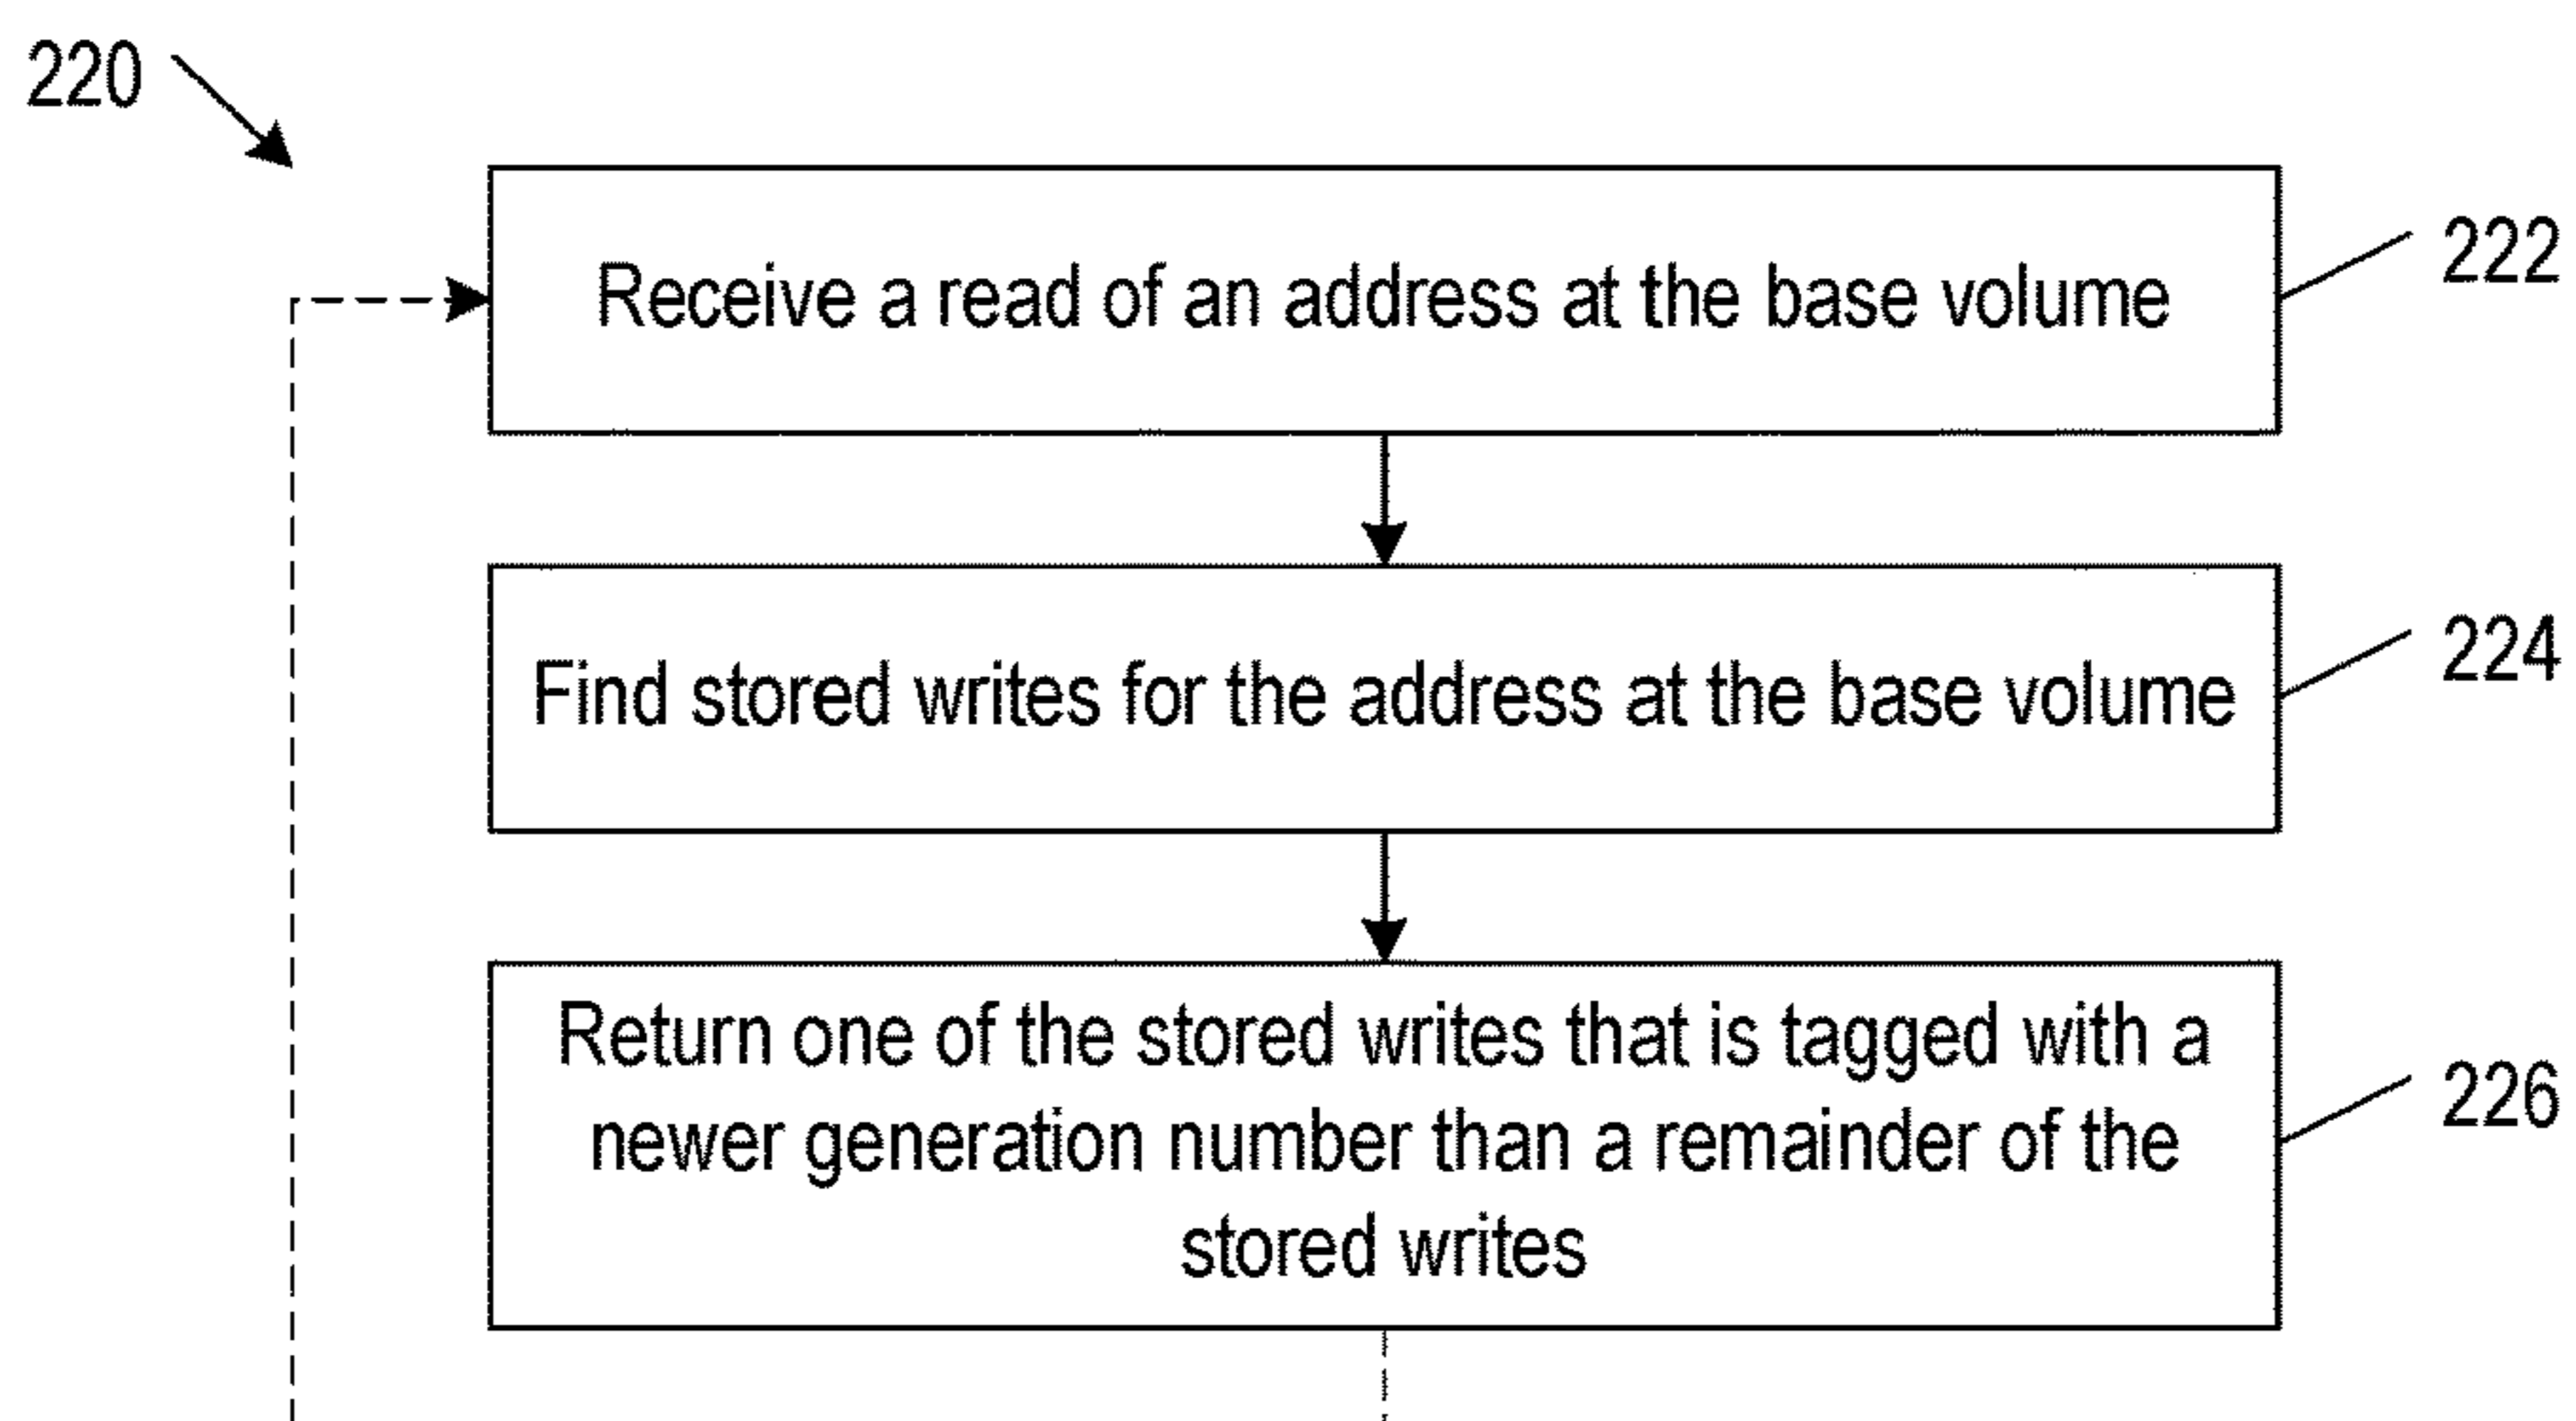 220
Receive a read of an address at the base volume
222
Find stored writes for the address at the base volume
224
Return one of the stored writes that is tagged with a
newer generation number than a remainder of the
stored writes
226